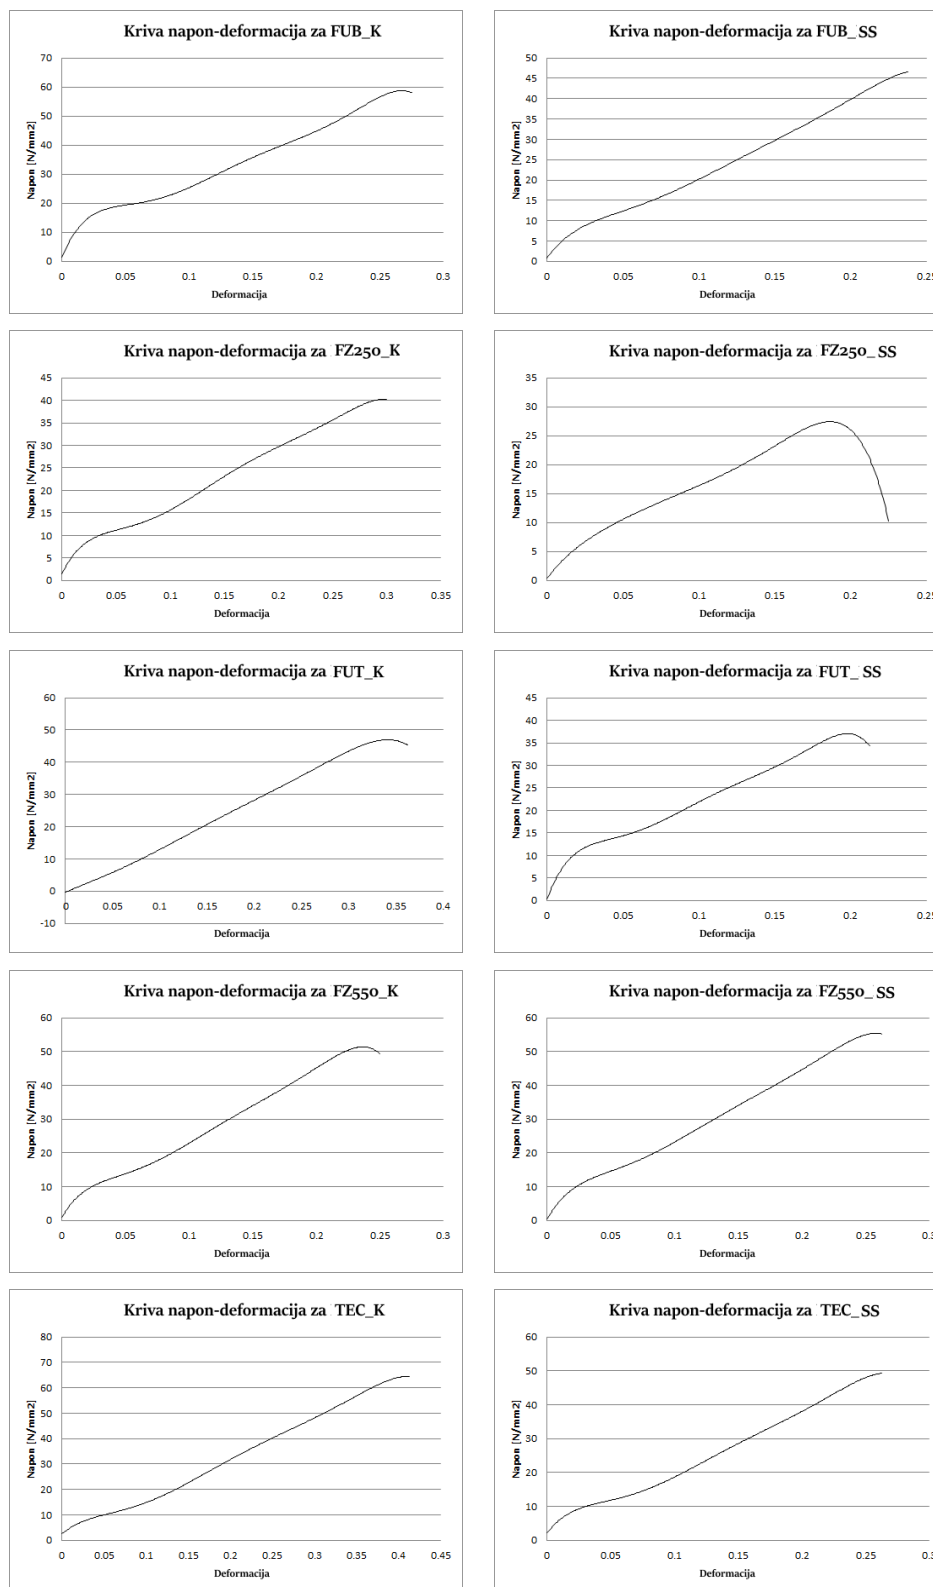 Kriva napon-deformacija za FUB_K
Napon [N/mm2]
70
60
50
40
30
20
10
0
0 0.05 0.1 0.15 0.2 0.25 0.3
Deformacija
Kriva napon-deformacija za FUB_SS
Napon [N/mm2]
50
45
40
35
30
25
20
15
10
5
0
0 0.05 0.1 0.15 0.2 0.25
Deformacija
Kriva napon-deformacija za FZ250_K
Napon [N/mm2]
45
40
35
30
25
20
15
10
5
0
0 0.05 0.1 0.15 0.2 0.25 0.3 0.35
Deformacija
Kriva napon-deformacija za FZ250_SS
Napon [N/mm2]
35
30
25
20
15
10
5
0
0 0.05 0.1 0.15 0.2 0.25
Deformacija
Kriva napon-deformacija za FUT_K
Napon [N/mm2]
60
50
40
30
20
10
0
-10
0 0.05 0.1 0.15 0.2 0.25 0.3 0.35 0.4
Deformacija
Kriva napon-deformacija za FUT_SS
Napon [N/mm2]
45
40
35
30
25
20
15
10
5
0
0 0.05 0.1 0.15 0.2 0.25
Deformacija
Kriva napon-deformacija za FZ550_K
Napon [N/mm2]
60
50
40
30
20
10
0
0 0.05 0.1 0.15 0.2 0.25 0.3
Deformacija
Kriva napon-deformacija za FZ550_SS
Napon [N/mm2]
60
50
40
30
20
10
0
0 0.05 0.1 0.15 0.2 0.25 0.3
Deformacija
Kriva napon-deformacija za TEC_K
Napon [N/mm2]
80
70
60
50
40
30
20
10
0
0 0.05 0.1 0.15 0.2 0.25 0.3 0.35 0.4 0.45
Deformacija
Kriva napon-deformacija za TEC_SS
Napon [N/mm2]
60
50
40
30
20
10
0
0 0.05 0.1 0.15 0.2 0.25 0.3
Deformacija